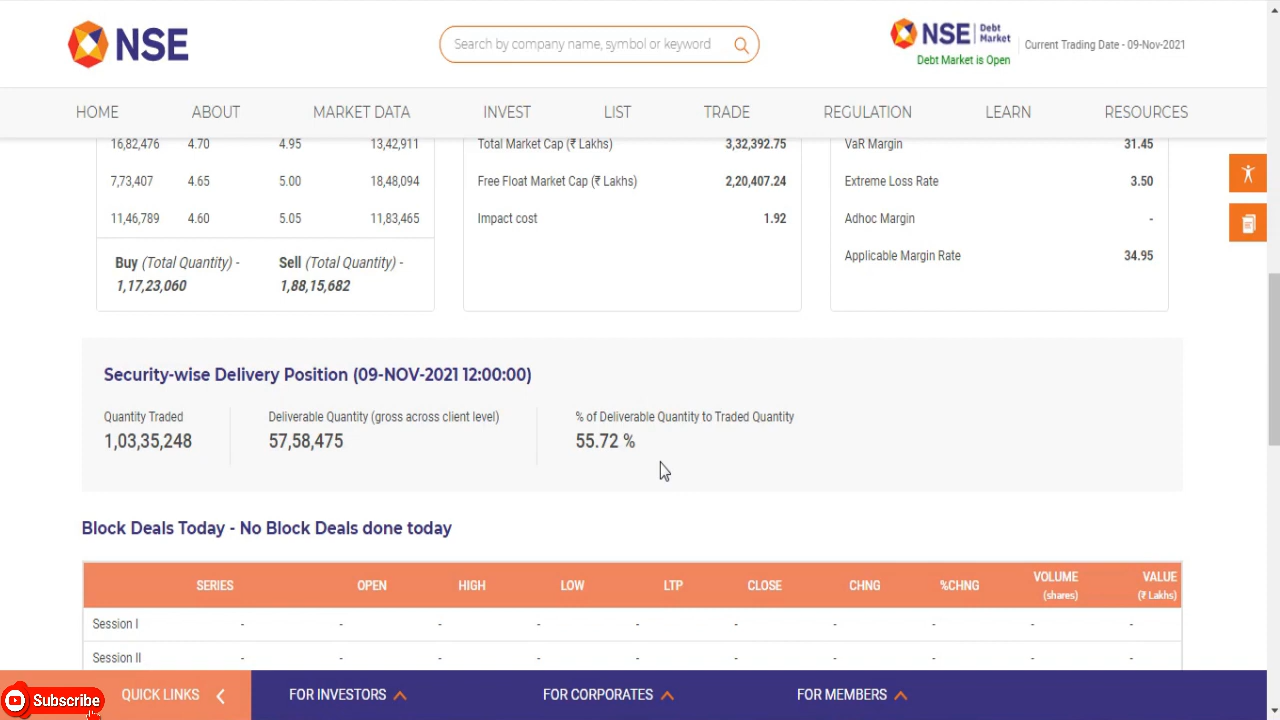 NSE
Search by company name, symbol or keyword
NSE Debt Market
Debt Market is Open
Current Trading Date - 09-Nov-2021
HOME ABOUT MARKET DATA INVEST LIST TRADE REGULATION LEARN RESOURCES
16,82,476 4.70 4.95 13,42,911
7,73,407 4.65 5.00 18,48,094
11,46,789 4.60 5.05 11,83,465
Buy (Total Quantity) - Sell (Total Quantity) -
1,17,23,060 1,88,15,682
Total Market Cap (₹ Lakhs) 3,32,392.75
Free Float Market Cap (₹ Lakhs) 2,20,407.24
Impact cost 1.92
VaR Margin 31.45
Extreme Loss Rate 3.50
Adhoc Margin -
Applicable Margin Rate 34.95
Security-wise Delivery Position (09-NOV-2021 12:00:00)
Quantity Traded Deliverable Quantity (gross across client level) % of Deliverable Quantity to Traded Quantity
1,03,35,248 57,58,475 55.72 %
Block Deals Today - No Block Deals done today
SERIES OPEN HIGH LOW LTP CLOSE CHNG %CHNG VOLUME (shares) VALUE (₹ Lakhs)
Session I - - - - - - - - - -
Session II - - - - - - - - - -
Subscribe
QUICK LINKS FOR INVESTORS FOR CORPORATES FOR MEMBERS